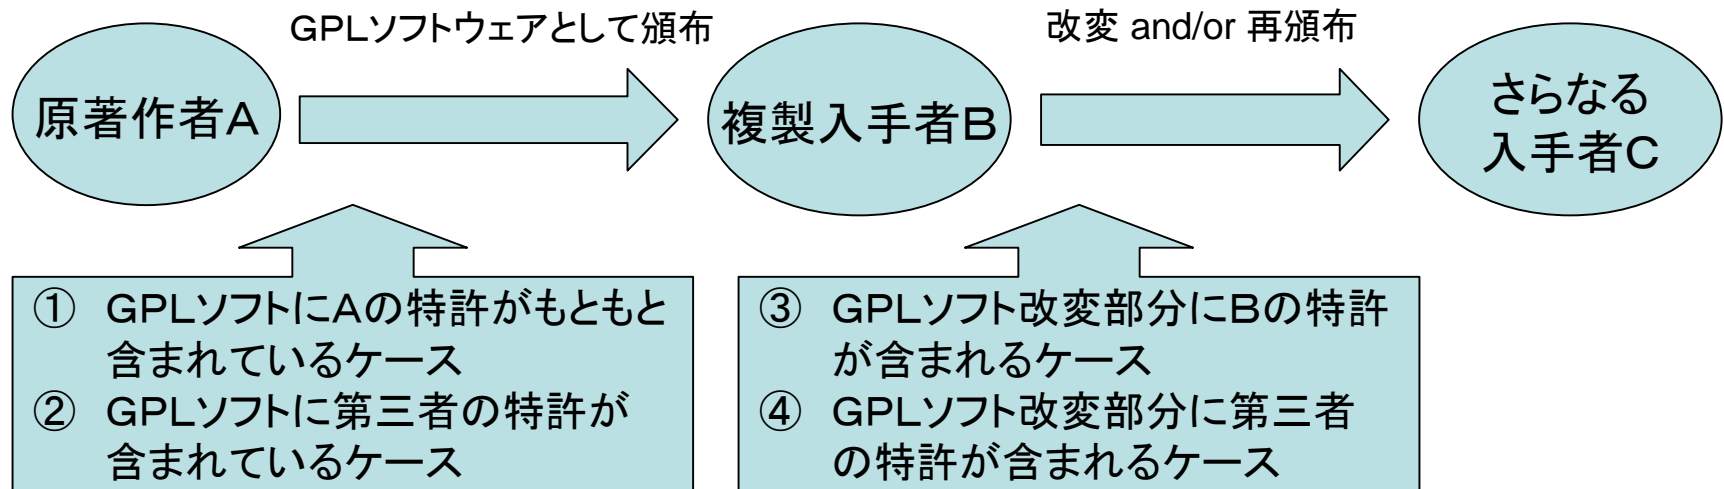 GPLソフトウェアとして頒布
改変 and/or 再頒布
原著作者A
複製入手者B
さらなる
入手者C
① GPLソフトにAの特許がもともと
含まれているケース
② GPLソフトに第三者の特許が
含まれているケース
③ GPLソフト改変部分にBの特許
が含まれるケース
④ GPLソフト改変部分に第三者
の特許が含まれるケース